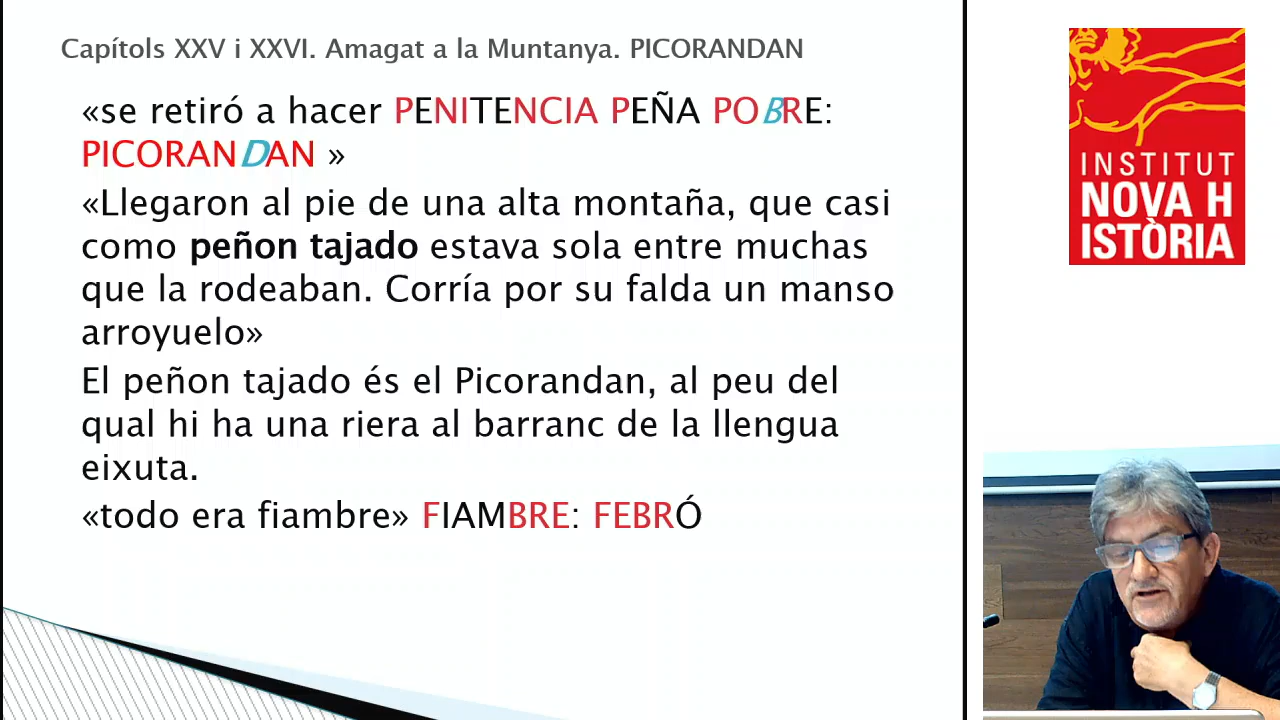 Capítols XXV i XXVI. Amagat a la Muntanya. PICORANDAN
«se retiró a hacer PENITENCIA PEÑA POBRE:
PICORANDAN »
«Llegaron al pie de una alta montaña, que casi
como peñon tajado estava sola entre muchas
que la rodeaban. Corría por su falda un manso
arroyuelo»
El peñon tajado és el Picorandan, al peu del
qual hi ha una riera al barranc de la llengua
eixuta.
«todo era fiambre» FIAMBRE: FEBRÓ
INSTITUT
NOVA H
ISTÒRIA